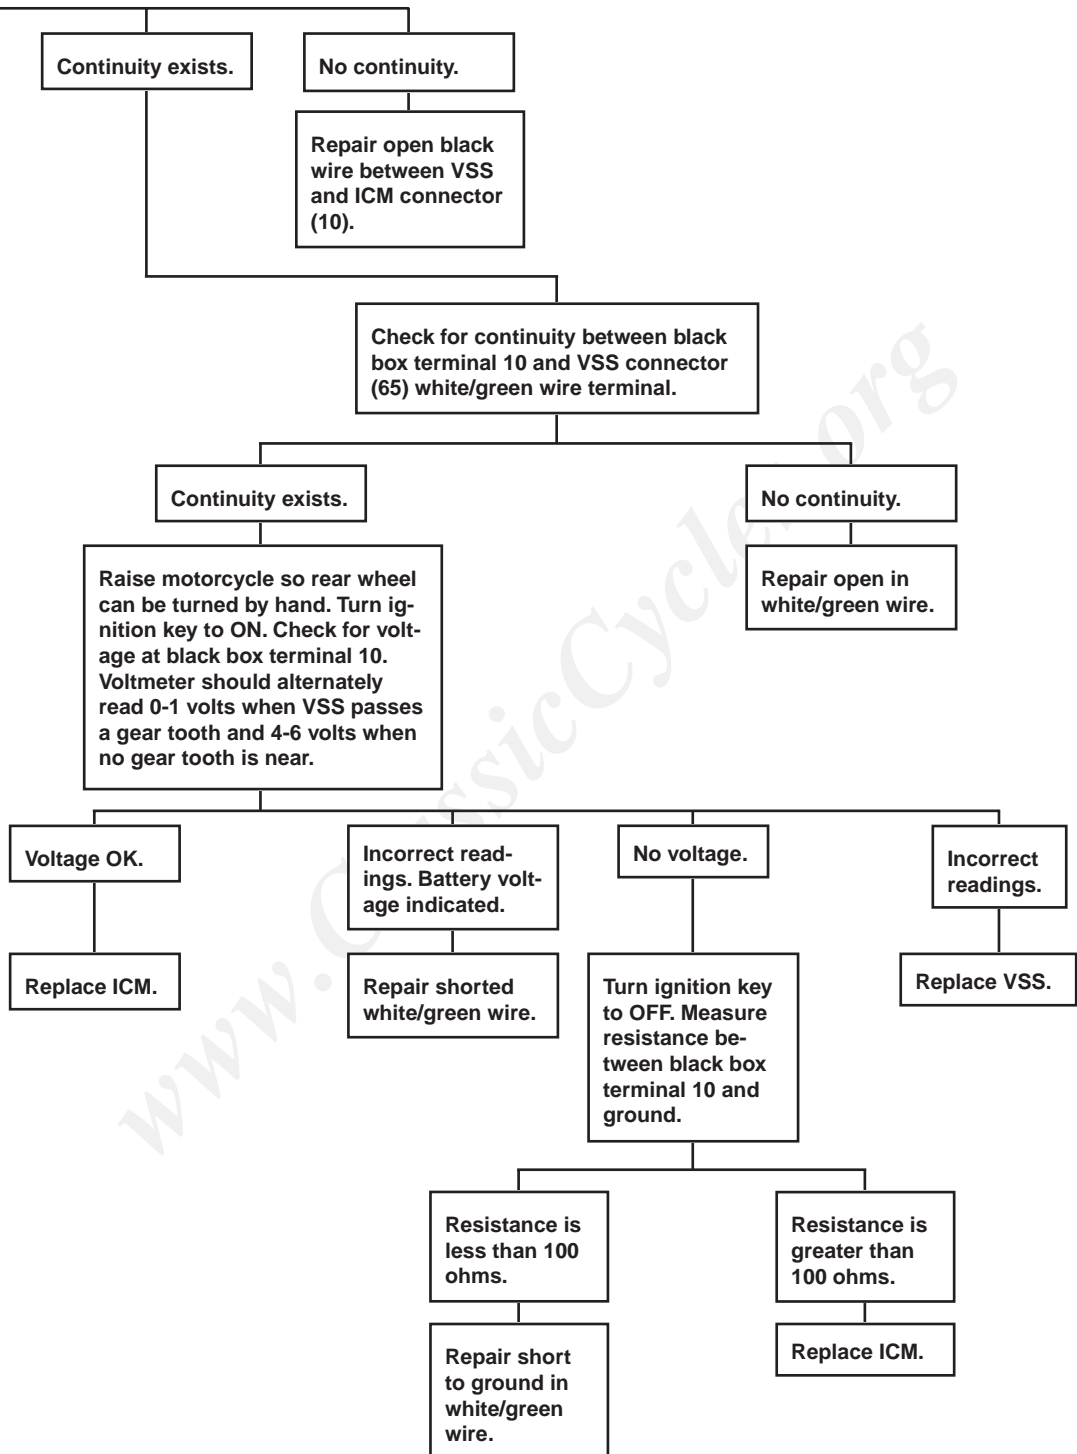 Continuity exists.
No continuity.
Repair open black
wire between VSS
and ICM connector
(10).
Check for continuity between black
box terminal 10 and VSS connector
(65) white/green wire terminal.
Continuity exists.
No continuity.
Raise motorcycle so rear wheel
can be turned by hand. Turn ig-
nition key to ON. Check for volt-
age at black box terminal 10.
Voltmeter should alternately
read 0-1 volts when VSS passes
a gear tooth and 4-6 volts when
no gear tooth is near.
Repair open in
white/green wire.
Voltage OK.
Incorrect read-
ings. Battery volt-
age indicated.
No voltage.
Incorrect
readings.
Replace ICM.
Repair shorted
white/green wire.
Turn ignition key
to OFF. Measure
resistance be-
tween black box
terminal 10 and
ground.
Replace VSS.
Resistance is
less than 100
ohms.
Resistance is
greater than
100 ohms.
Repair short
to ground in
white/green
wire.
Replace ICM.
www.ClassicCycles.org